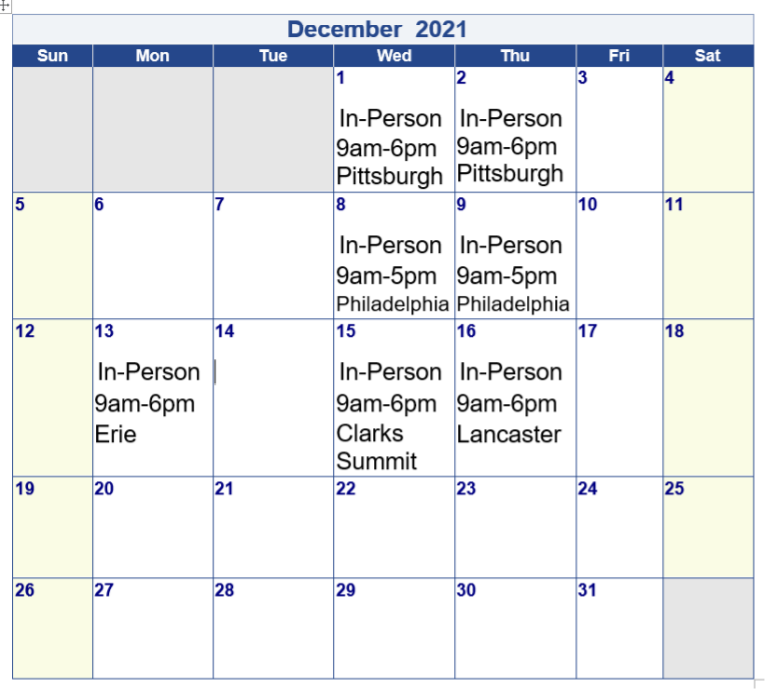 December 2021
Sun Mon Tue Wed Thu Fri Sat
1 2 3 4
In-Person In-Person
9am-6pm 9am-6pm
Pittsburgh Pittsburgh
5 6 7 8 9 10 11
In-Person In-Person
9am-5pm 9am-5pm
Philadelphia Philadelphia
12 13 14 15 16 17 18
In-Person In-Person In-Person
9am-6pm 9am-6pm 9am-6pm
Erie Clarks Lancaster
Summit
19 20 21 22 23 24 25
26 27 28 29 30 31